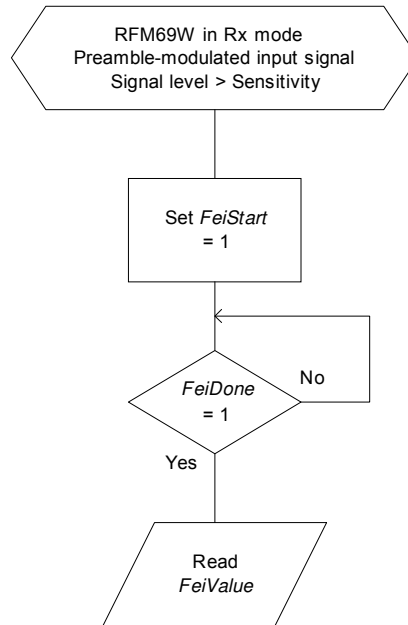 RFM69W in Rx mode
Preamble-modulated input signal
Signal level > Sensitivity
Set FeiStart
= 1
FeiDone
= 1
No
Yes
Read
FeiValue